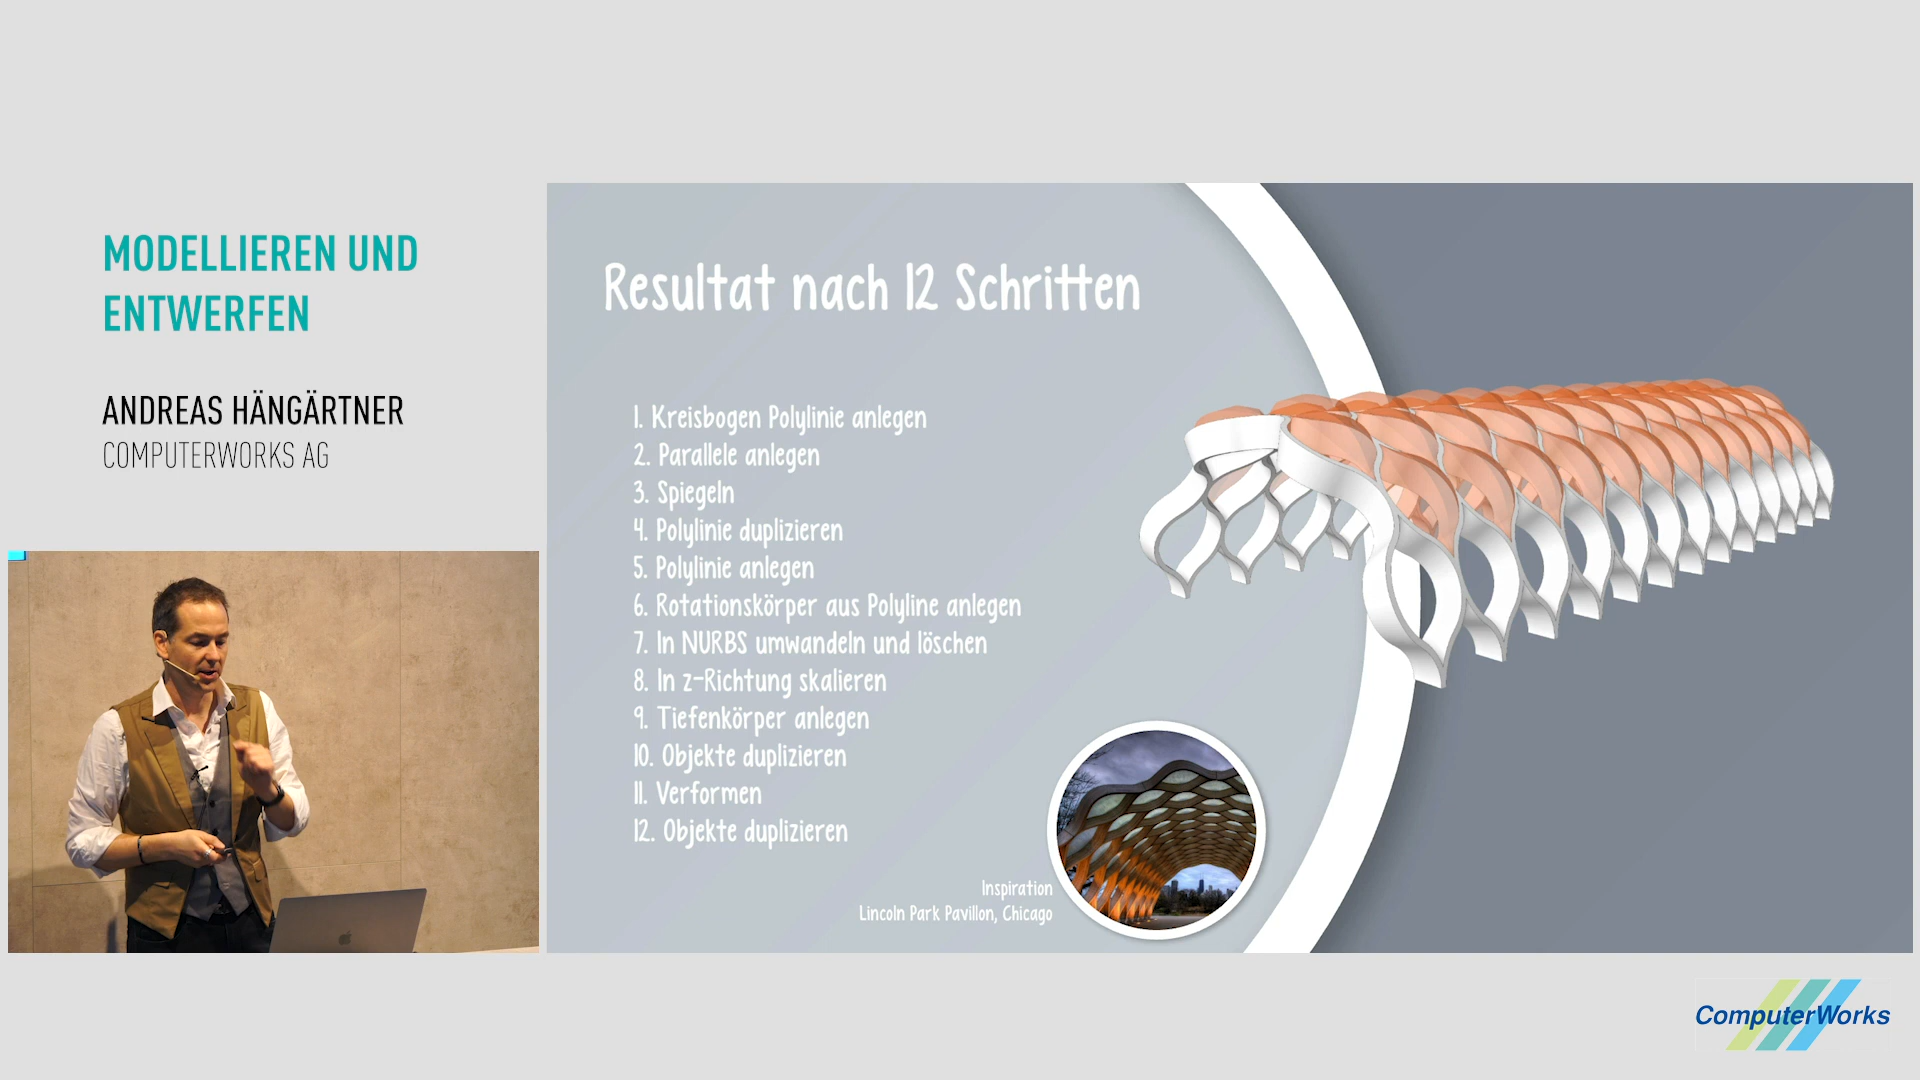 MODELLIEREN UND
ENTWERFEN
ANDREAS HÄNGÄRTNER
COMPUTERWORKS AG
Resultat nach 12 Schritten
1. Kreisbogen Polylinie anlegen
2. Parallele anlegen
3. Spiegeln
4. Polylinie duplizieren
5. Polylinie anlegen
6. Rotationskörper aus Polyline anlegen
7. In NURBS umwandeln und löschen
8. In z-Richtung skalieren
9. Tiefenkörper anlegen
10. Objekte duplizieren
11. Verformen
12. Objekte duplizieren
Inspiration
Lincoln Park Pavillon, Chicago
ComputerWorks